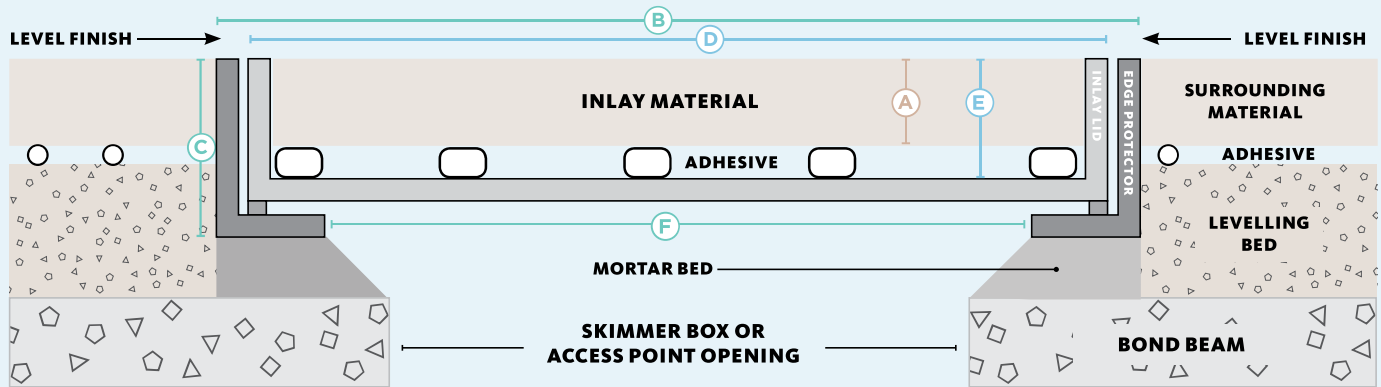 B
LEVEL FINISH
D
LEVEL FINISH
INLAY MATERIAL
A
E
INLAY LID
EDGE PROTECTOR
SURROUNDING
MATERIAL
C
ADHESIVE
ADHESIVE
F
LEVELLING
BED
MORTAR BED
SKIMMER BOX OR
ACCESS POINT OPENING
BOND BEAM